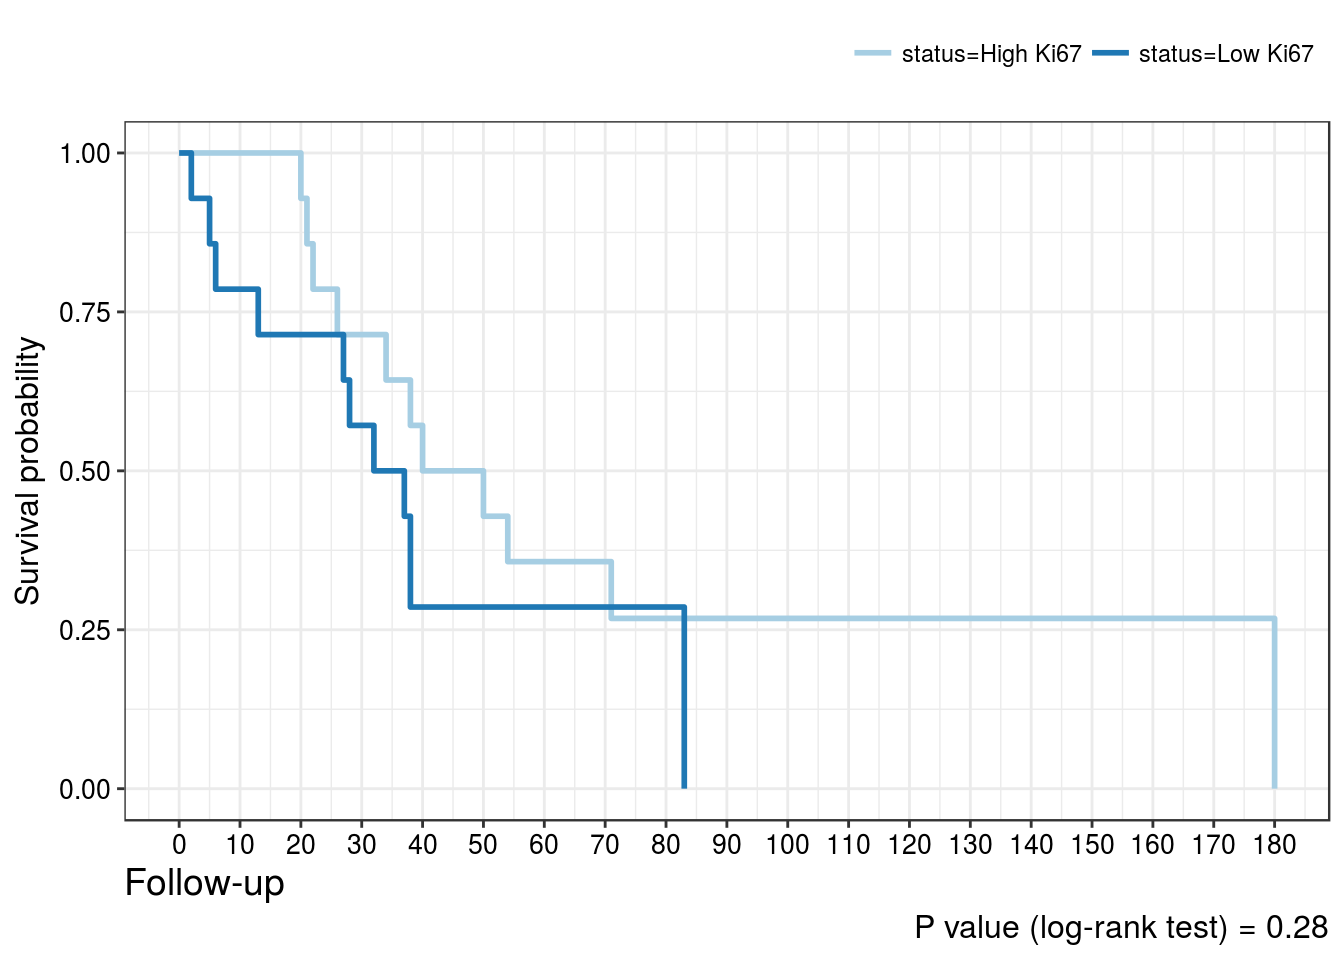 status=High Ki67 status=Low Ki67
1.00
0.75
0.50
0.25
0.00
Survival probability
0 10 20 30 40 50 60 70 80 90 100 110 120 130 140 150 160 170 180
Follow-up
P value (log-rank test) = 0.28